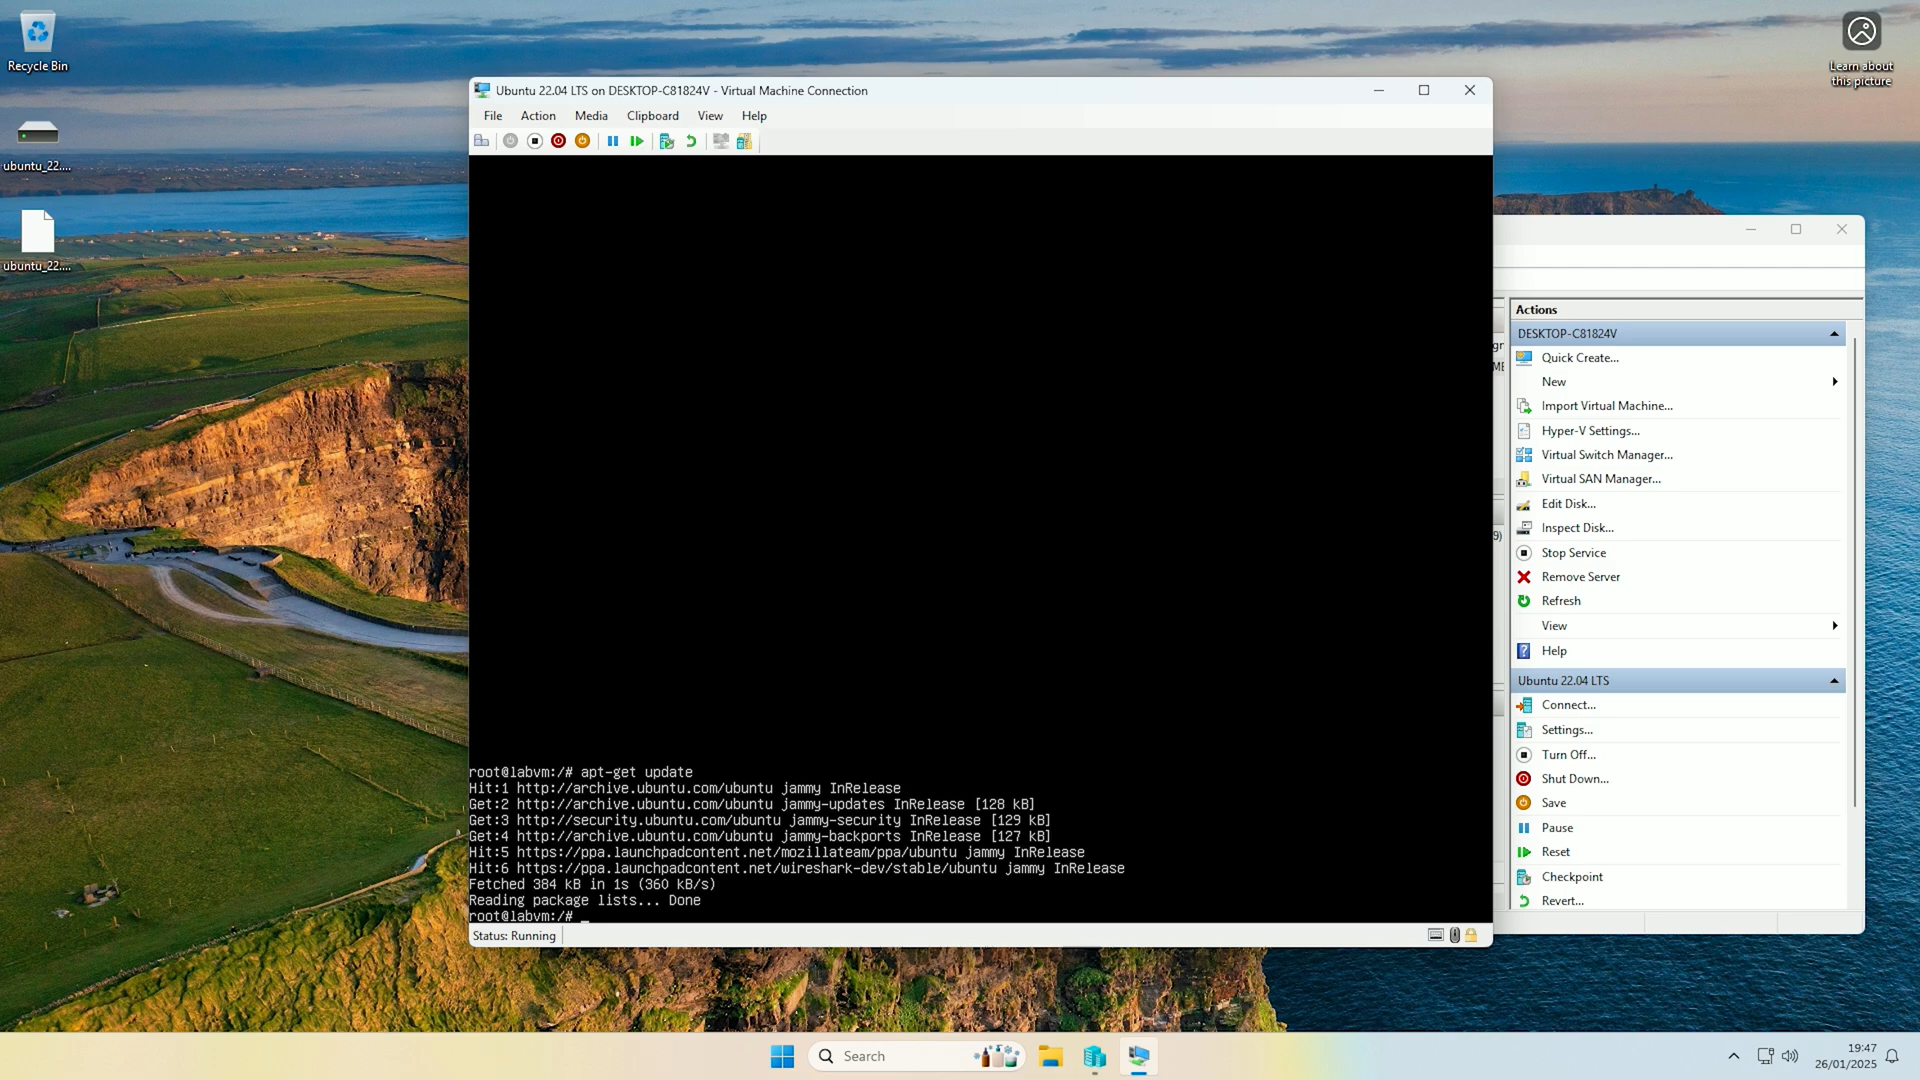 Recycle Bin
ubuntu_22....
ubuntu_22....
Learn about
this picture
Ubuntu 22.04 LTS on DESKTOP-C81824V - Virtual Machine Connection
File Action Media Clipboard View Help
root@labvm:/# apt-get update
Hit:1 http://archive.ubuntu.com/ubuntu jammy InRelease
Get:2 http://archive.ubuntu.com/ubuntu jammy-updates InRelease [128 kB]
Get:3 http://security.ubuntu.com/ubuntu jammy-security InRelease [129 kB]
Get:4 http://archive.ubuntu.com/ubuntu jammy-backports InRelease [127 kB]
Hit:5 https://ppa.launchpadcontent.net/mozillateam/ppa/ubuntu jammy InRelease
Hit:6 https://ppa.launchpadcontent.net/wireshark-dev/stable/ubuntu jammy InRelease
Fetched 384 kB in 1s (360 kB/s)
Reading package lists... Done
root@labvm:/# _
Status: Running
Actions
DESKTOP-C81824V
Quick Create...
New
Import Virtual Machine...
Hyper-V Settings...
Virtual Switch Manager...
Virtual SAN Manager...
Edit Disk...
Inspect Disk...
Stop Service
Remove Server
Refresh
View
Help
Ubuntu 22.04 LTS
Connect...
Settings...
Turn Off...
Shut Down...
Save
Pause
Reset
Checkpoint
Revert...
Search
19:47
26/01/2025